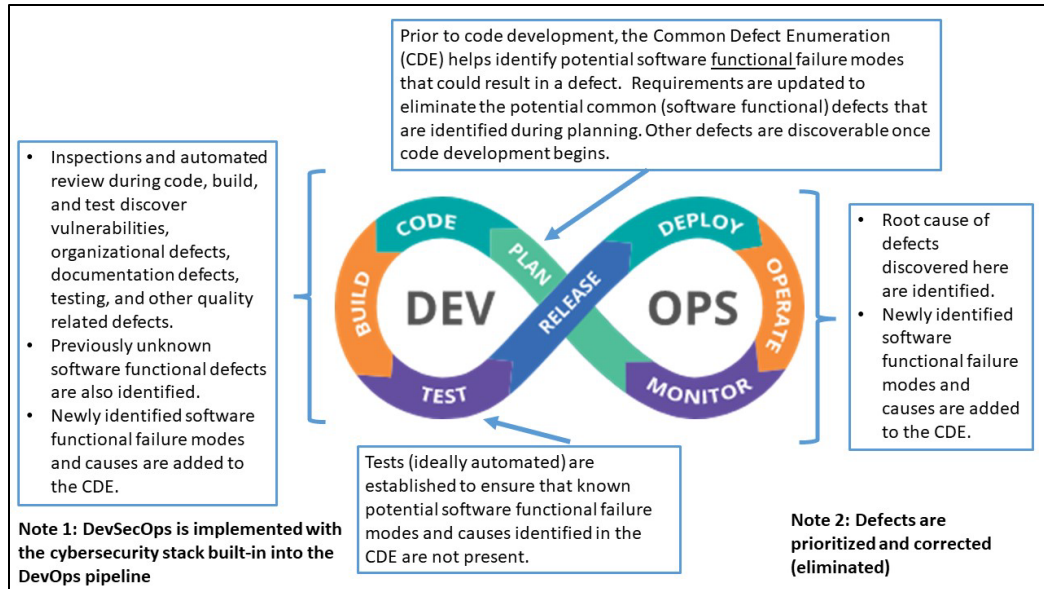 Prior to code development, the Common Defect Enumeration
(CDE) helps identify potential software functional failure modes
that could result in a defect.  Requirements are updated to
eliminate the potential common (software functional) defects that
are identified during planning. Other defects are discoverable once
code development begins.
• Inspections and automated
review during code, build,
and test discover
vulnerabilities,
organizational defects,
documentation defects,
testing, and other quality
related defects.
• Previously unknown
software functional defects
are also identified.
• Newly identified software
functional failure modes
and causes are added to
the CDE.
CODE
PLAN
BUILD
DEV
TEST
RELEASE
DEPLOY
OPS
OPERATE
MONITOR
• Root cause of
defects
discovered here
are identified.
• Newly identified
software
functional failure
modes and
causes are added
to the CDE.
Tests (ideally automated) are
established to ensure that known
potential software functional failure
modes and causes identified in the
CDE are not present.
Note 1: DevSecOps is implemented with
the cybersecurity stack built-in into the
DevOps pipeline
Note 2: Defects are
prioritized and corrected
(eliminated)